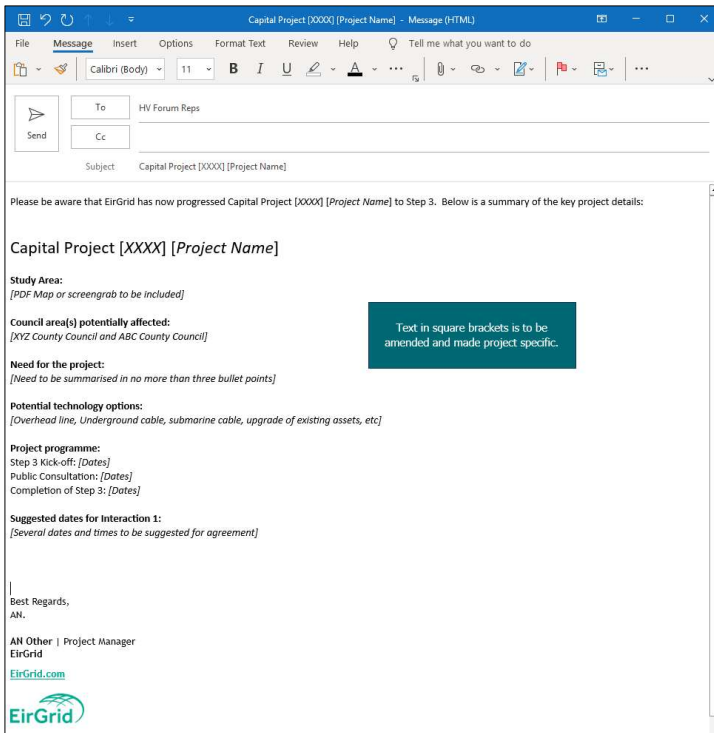 Capital Project [XXXX] [Project Name] - Message (HTML)
File Message Insert Options Format Text Review Help Tell me what you want to do
Calibri (Body) 11 B I U A
Send
To HV Forum Reps
Cc
Subject Capital Project [XXXX] [Project Name]
Please be aware that EirGrid has now progressed Capital Project [XXXX] [Project Name] to Step 3. Below is a summary of the key project details:
Capital Project [XXXX] [Project Name]
Study Area:
[PDF Map or screengrab to be included]
Council area(s) potentially affected:
[XYZ County Council and ABC County Council]
Text in square brackets is to be
amended and made project specific.
Need for the project:
[Need to be summarised in no more than three bullet points]
Potential technology options:
[Overhead line, Underground cable, submarine cable, upgrade of existing assets, etc]
Project programme:
Step 3 Kick-off: [Dates]
Public Consultation: [Dates]
Completion of Step 3: [Dates]
Suggested dates for Interaction 1:
[Several dates and times to be suggested for agreement]
Best Regards,
AN.
AN Other | Project Manager
EirGrid
EirGrid.com
EirGrid